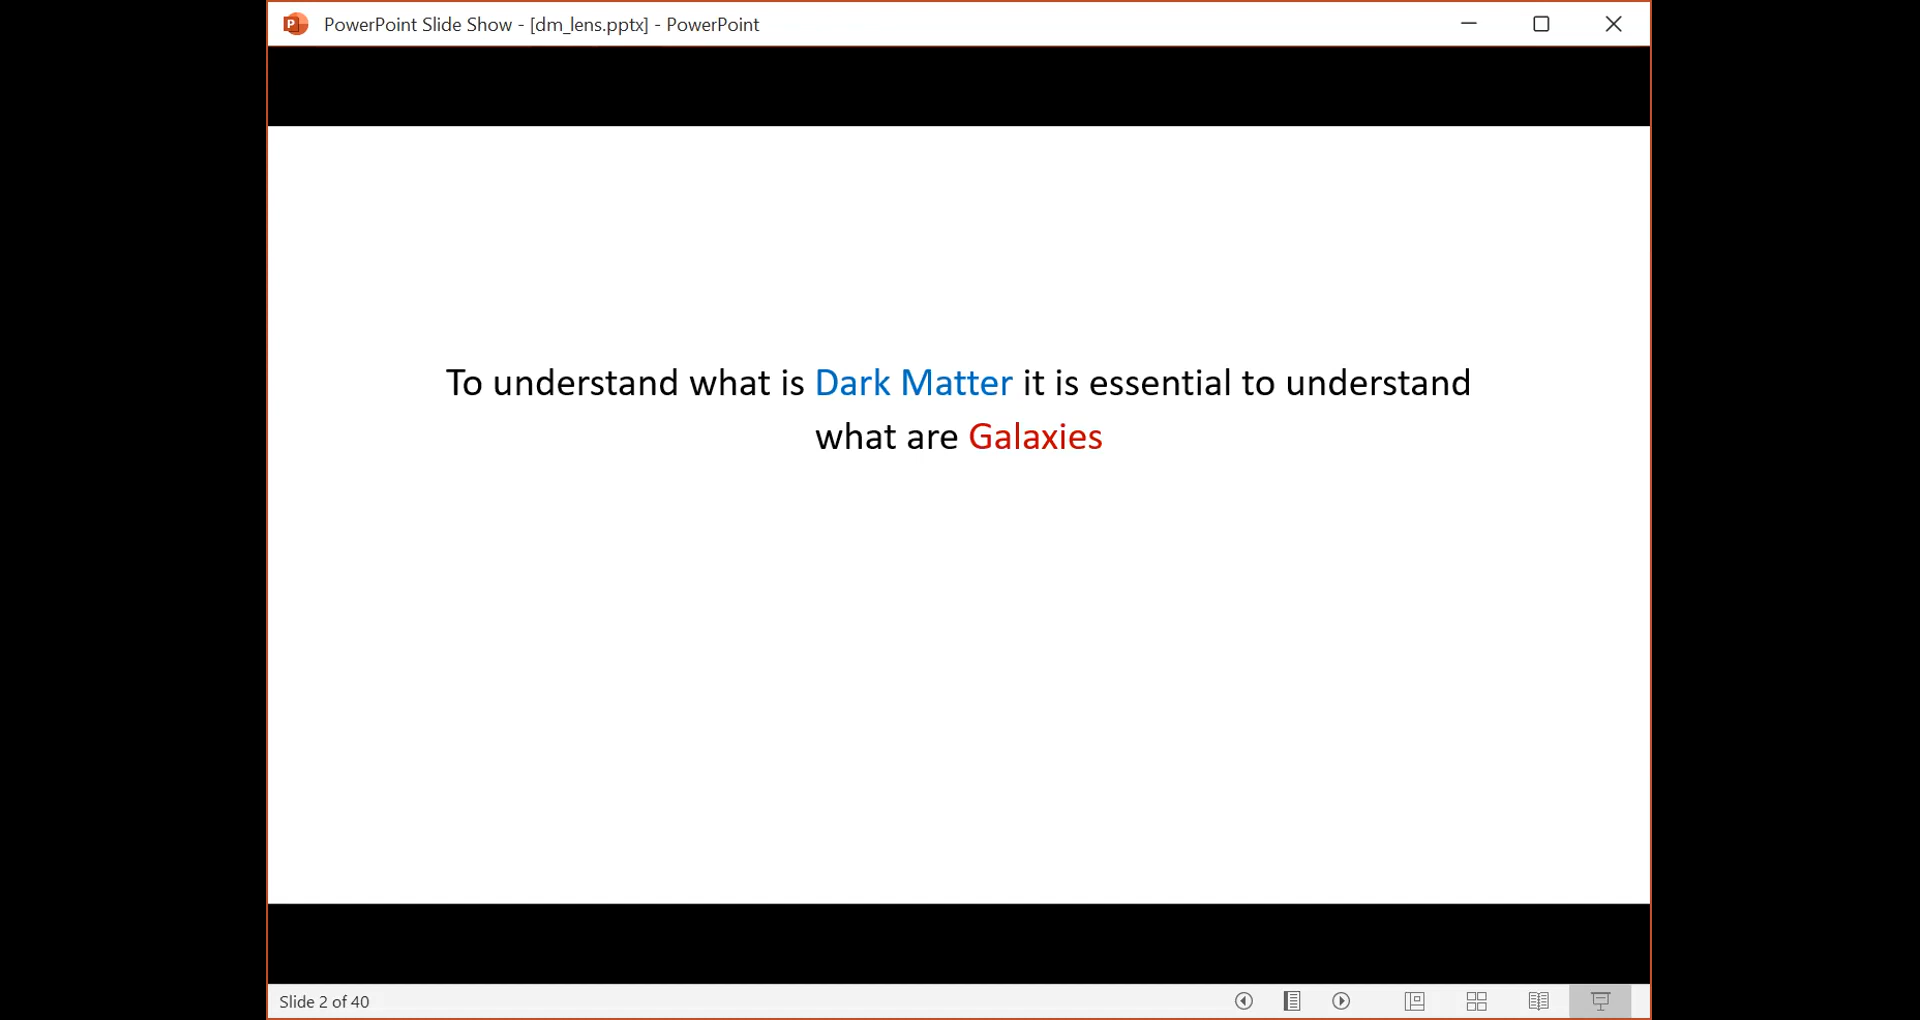 PowerPoint Slide Show - [dm_lens.pptx] - PowerPoint
To understand what is Dark Matter it is essential to understand
what are Galaxies
Slide 2 of 40